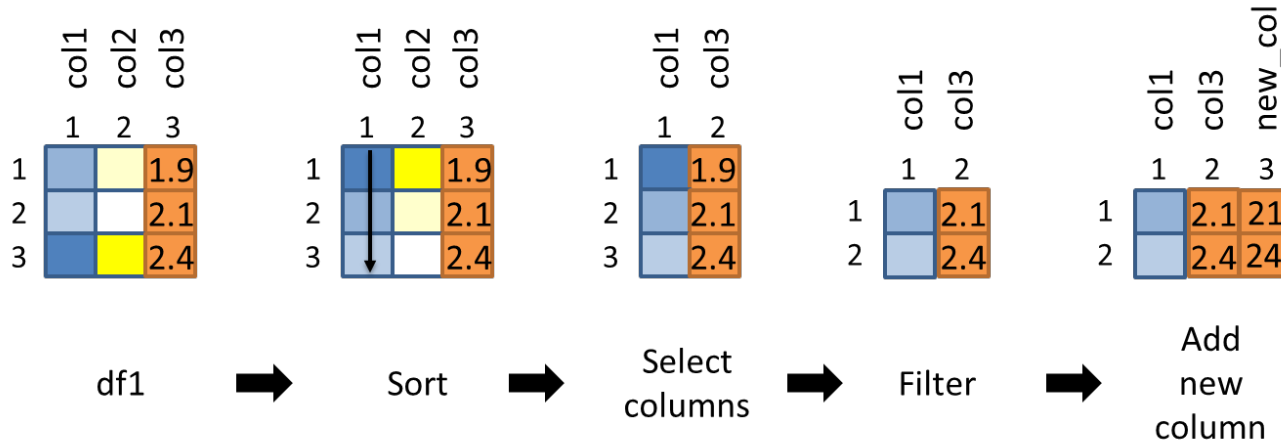 col1 col2 col3
1 2 3
1 1.9
2 2.1
3 2.4
df1
col1 col2 col3
1 2 3
1 1.9
2 2.1
3 2.4
Sort
col1 col3
1 2
1 1.9
2 2.1
3 2.4
Select
columns
col1 col3
1 2
1 2.1
2 2.4
Filter
col1 col3 new_col
1 2 3
1 2.1 21
2 2.4 24
Add
new
column